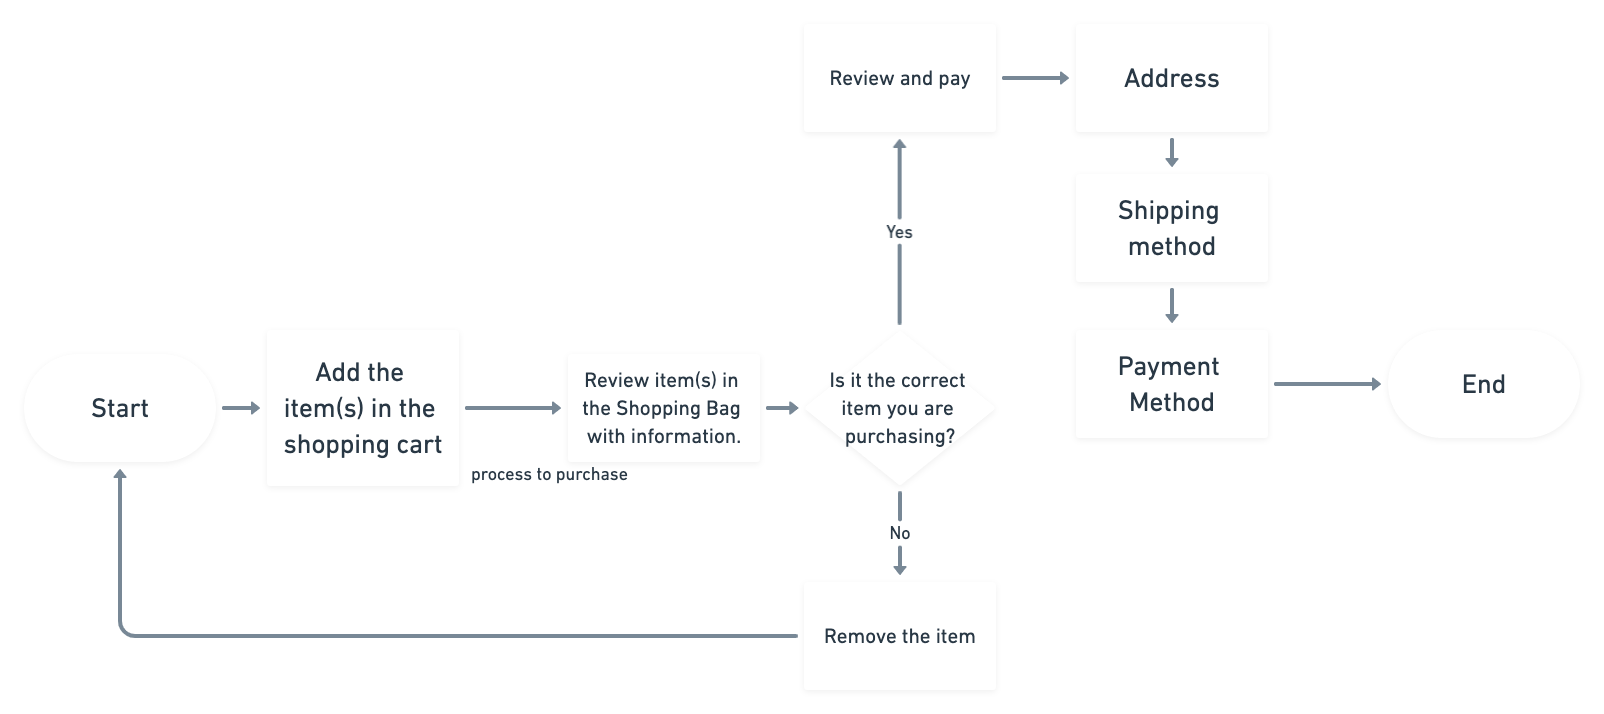 Start
Add the
item(s) in the
shopping cart
process to purchase
Review item(s) in
the Shopping Bag
with information.
Is it the correct
item you are
purchasing?
Yes
Review and pay
Address
Shipping
method
Payment
Method
End
No
Remove the item